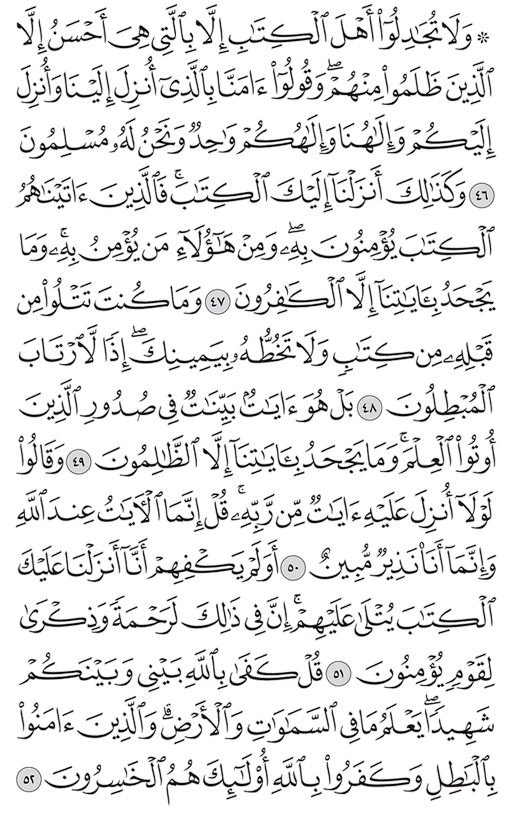 ۞ وَلَا تُجَٰدِلُوٓاْ أَهۡلَ ٱلۡكِتَٰبِ إِلَّا بِٱلَّتِي هِيَ أَحۡسَنُ إِلَّا
ٱلَّذِينَ ظَلَمُواْ مِنۡهُمۡۖ وَقُولُوٓاْ ءَامَنَّا بِٱلَّذِيٓ أُنزِلَ إِلَيۡنَا وَأُنزِلَ
إِلَيۡكُمۡ وَإِلَٰهُنَا وَإِلَٰهُكُمۡ وَٰحِدٞ وَنَحۡنُ لَهُۥ مُسۡلِمُونَ
٤٦ وَكَذَٰلِكَ أَنزَلۡنَآ إِلَيۡكَ ٱلۡكِتَٰبَۚ فَٱلَّذِينَ ءَاتَيۡنَٰهُمُ
ٱلۡكِتَٰبَ يُؤۡمِنُونَ بِهِۦۖ وَمِنۡ هَٰٓؤُلَآءِ مَن يُؤۡمِنُ بِهِۦۚ وَمَا
يَجۡحَدُ بِـَٔايَٰتِنَآ إِلَّا ٱلۡكَٰفِرُونَ ٤٧ وَمَا كُنتَ تَتۡلُواْ مِن
قَبۡلِهِۦ مِن كِتَٰبٖ وَلَا تَخُطُّهُۥ بِيَمِينِكَۖ إِذٗا لَّٱرۡتَابَ
ٱلۡمُبۡطِلُونَ ٤٨ بَلۡ هُوَ ءَايَٰتُۢ بَيِّنَٰتٞ فِي صُدُورِ ٱلَّذِينَ
أُوتُواْ ٱلۡعِلۡمَۚ وَمَا يَجۡحَدُ بِـَٔايَٰتِنَآ إِلَّا ٱلظَّٰلِمُونَ ٤٩ وَقَالُواْ
لَوۡلَآ أُنزِلَ عَلَيۡهِ ءَايَٰتٞ مِّن رَّبِّهِۦۚ قُلۡ إِنَّمَا ٱلۡأٓيَٰتُ عِندَ ٱللَّهِ
وَإِنَّمَآ أَنَا۠ نَذِيرٞ مُّبِينٌ ٥٠ أَوَلَمۡ يَكۡفِهِمۡ أَنَّآ أَنزَلۡنَا عَلَيۡكَ
ٱلۡكِتَٰبَ يُتۡلَىٰ عَلَيۡهِمۡۚ إِنَّ فِي ذَٰلِكَ لَرَحۡمَةٗ وَذِكۡرَىٰ
لِقَوۡمٖ يُؤۡمِنُونَ ٥١ قُلۡ كَفَىٰ بِٱللَّهِ بَيۡنِي وَبَيۡنَكُمۡ
شَهِيدٗاۖ يَعۡلَمُ مَا فِي ٱلسَّمَٰوَٰتِ وَٱلۡأَرۡضِۗ وَٱلَّذِينَ ءَامَنُواْ
بِٱلۡبَٰطِلِ وَكَفَرُواْ بِٱللَّهِ أُوْلَٰٓئِكَ هُمُ ٱلۡخَٰسِرُونَ ٥٢